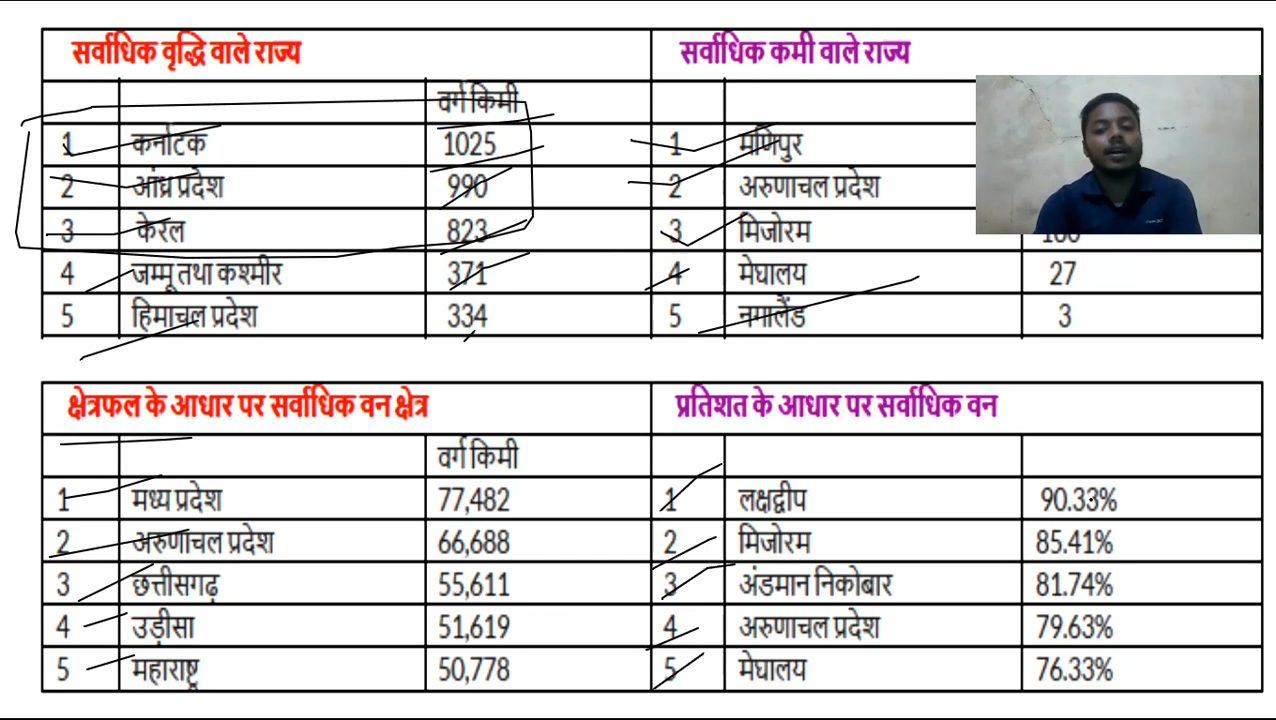 सर्वाधिक वृद्धि वाले राज्य सर्वाधिक कमी वाले राज्य
वर्ग किमी
1 कर्नाटक 1025 1 मणिपुर
2 आंध्र प्रदेश 990 2 अरुणाचल प्रदेश
3 केरल 823 3 मिजोरम
4 जम्मू तथा कश्मीर 371 4 मेघालय 27
5 हिमाचल प्रदेश 334 5 नगालैंड 3
क्षेत्रफल के आधार पर सर्वाधिक वन क्षेत्र प्रतिशत के आधार पर सर्वाधिक वन
वर्ग किमी
1 मध्य प्रदेश 77,482 1 लक्षद्वीप 90.33%
2 अरुणाचल प्रदेश 66,688 2 मिजोरम 85.41%
3 छत्तीसगढ़ 55,611 3 अंडमान निकोबार 81.74%
4 उड़ीसा 51,619 4 अरुणाचल प्रदेश 79.63%
5 महाराष्ट्र 50,778 5 मेघालय 76.33%